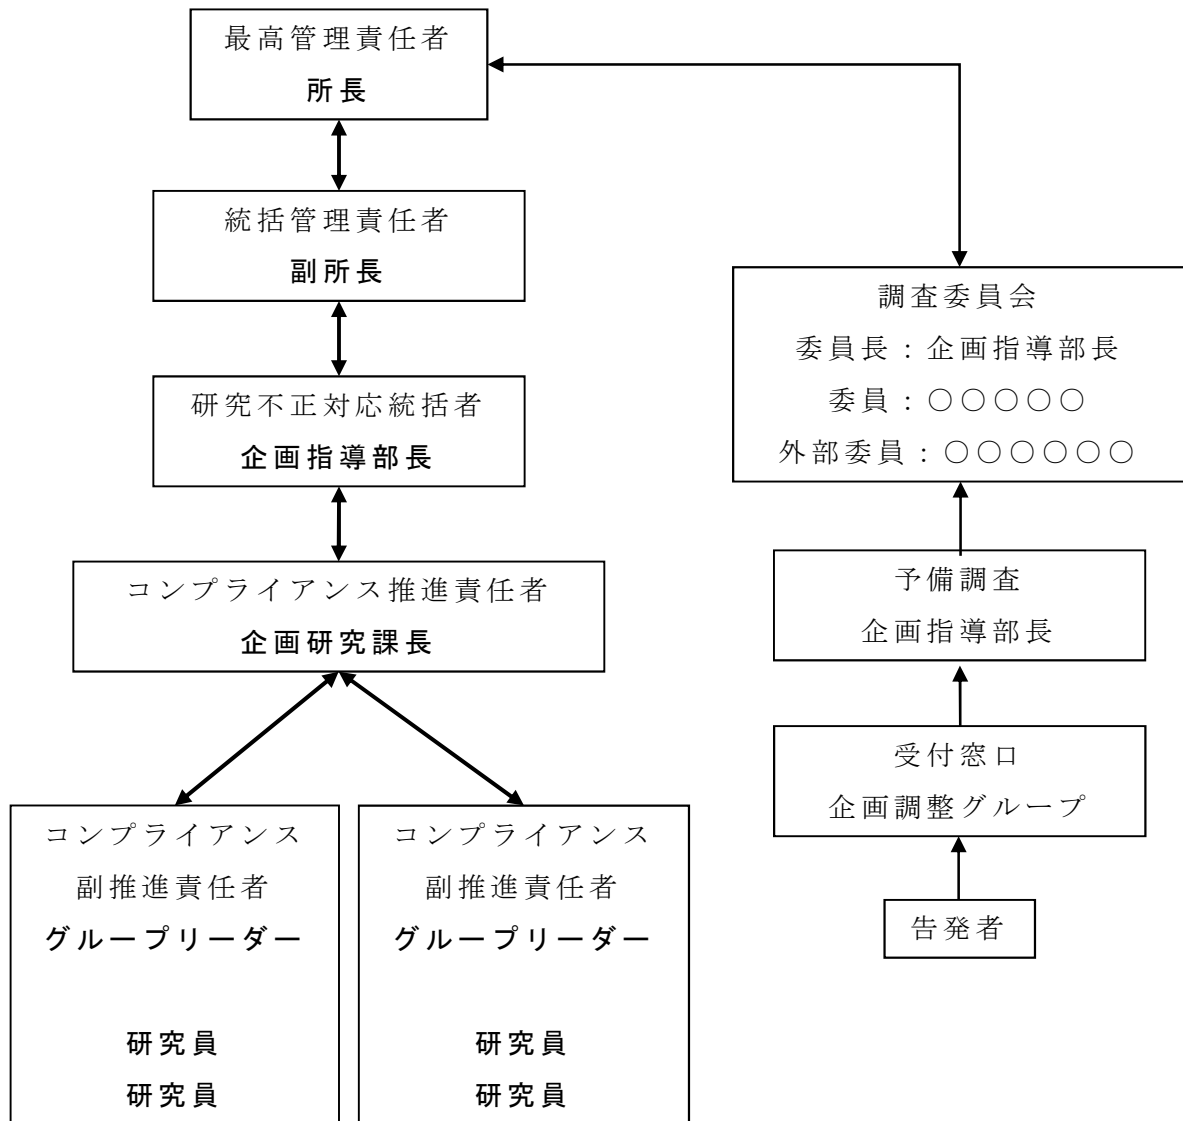 最高管理責任者
所長
統括管理責任者
副所長
研究不正対応統括者
企画指導部長
コンプライアンス推進責任者
企画研究課長
コンプライアンス
副推進責任者
グループリーダー
研究員
研究員
コンプライアンス
副推進責任者
グループリーダー
研究員
研究員
調査委員会
委員長：企画指導部長
委員：○○○○○
外部委員：○○○○○○
予備調査
企画指導部長
受付窓口
企画調整グループ
告発者